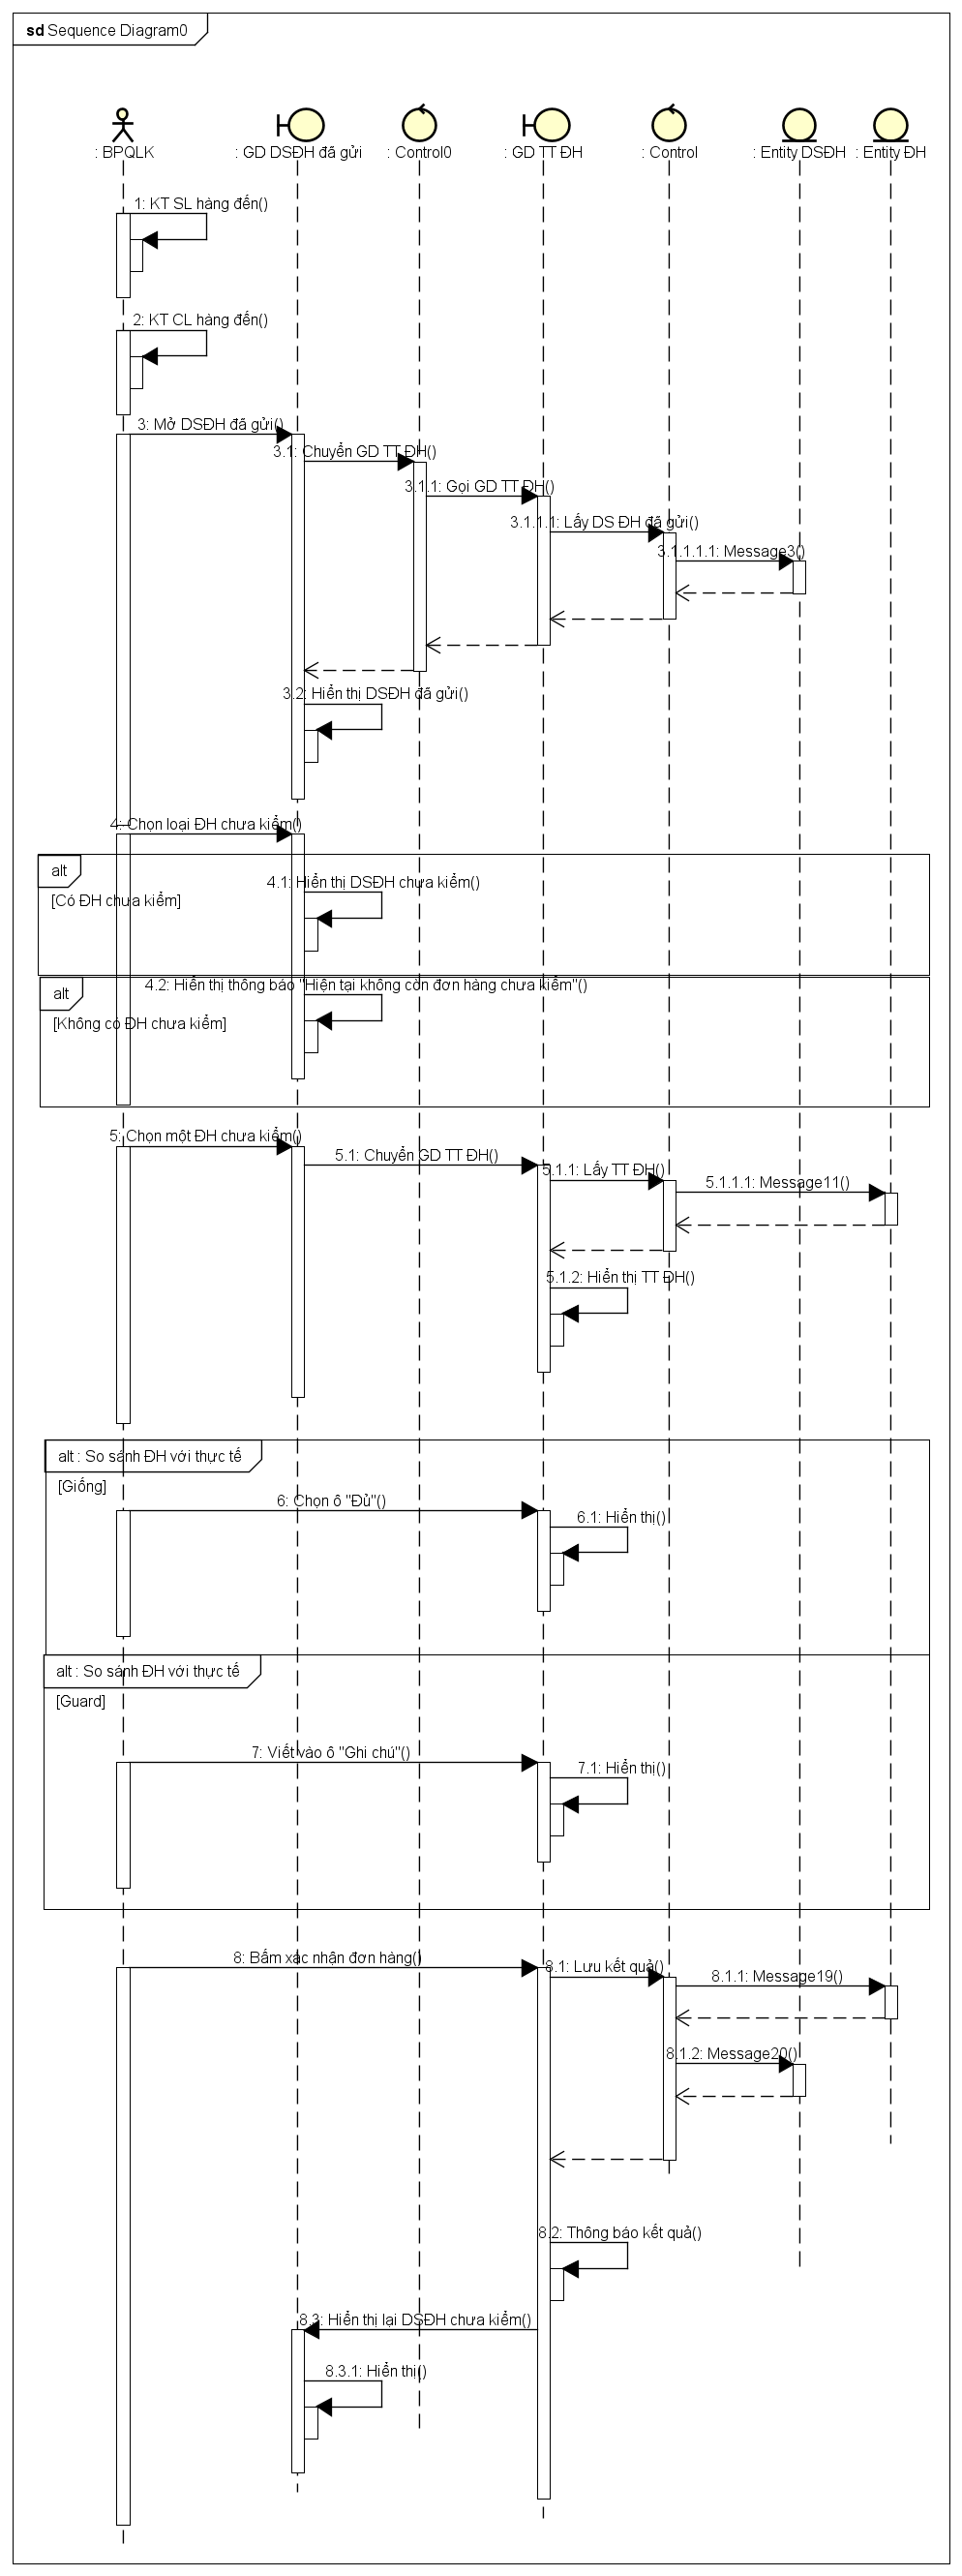 sd Sequence Diagram0
: BPQLK
: GD DSĐH đã gửi
: Control0
: GD TT ĐH
: Control
: Entity DSĐH
: Entity ĐH
1: KT SL hàng đến()
2: KT CL hàng đến()
3: Mở DSĐH đã gửi()
3.1: Chuyển GD TT ĐH()
3.1.1: Gọi GD TT ĐH()
3.1.1.1: Lấy DS ĐH đã gửi()
3.1.1.1.1: Message3()
3.2: Hiển thị DSĐH đã gửi()
4: Chọn loại ĐH chưa kiểm()
alt
4.1: Hiển thị DSĐH chưa kiểm()
[Có ĐH chưa kiểm]
4.2: Hiển thị thông báo "Hiện tại không còn đơn hàng chưa kiểm"()
alt
[Không có ĐH chưa kiểm]
5: Chọn một ĐH chưa kiểm()
5.1: Chuyển GD TT ĐH()
5.1.1: Lấy TT ĐH()
5.1.1.1: Message11()
5.1.2: Hiển thị TT ĐH()
alt : So sánh ĐH với thực tế
[Giống]
6: Chọn ô "Đủ"()
6.1: Hiển thị()
alt : So sánh ĐH với thực tế
[Guard]
7: Viết vào ô "Ghi chú"()
7.1: Hiển thị()
8: Bấm xác nhận đơn hàng()
8.1: Lưu kết quả()
8.1.1: Message19()
8.1.2: Message20()
8.2: Thông báo kết quả()
8.3: Hiển thị lại DSĐH chưa kiểm()
8.3.1: Hiển thị()